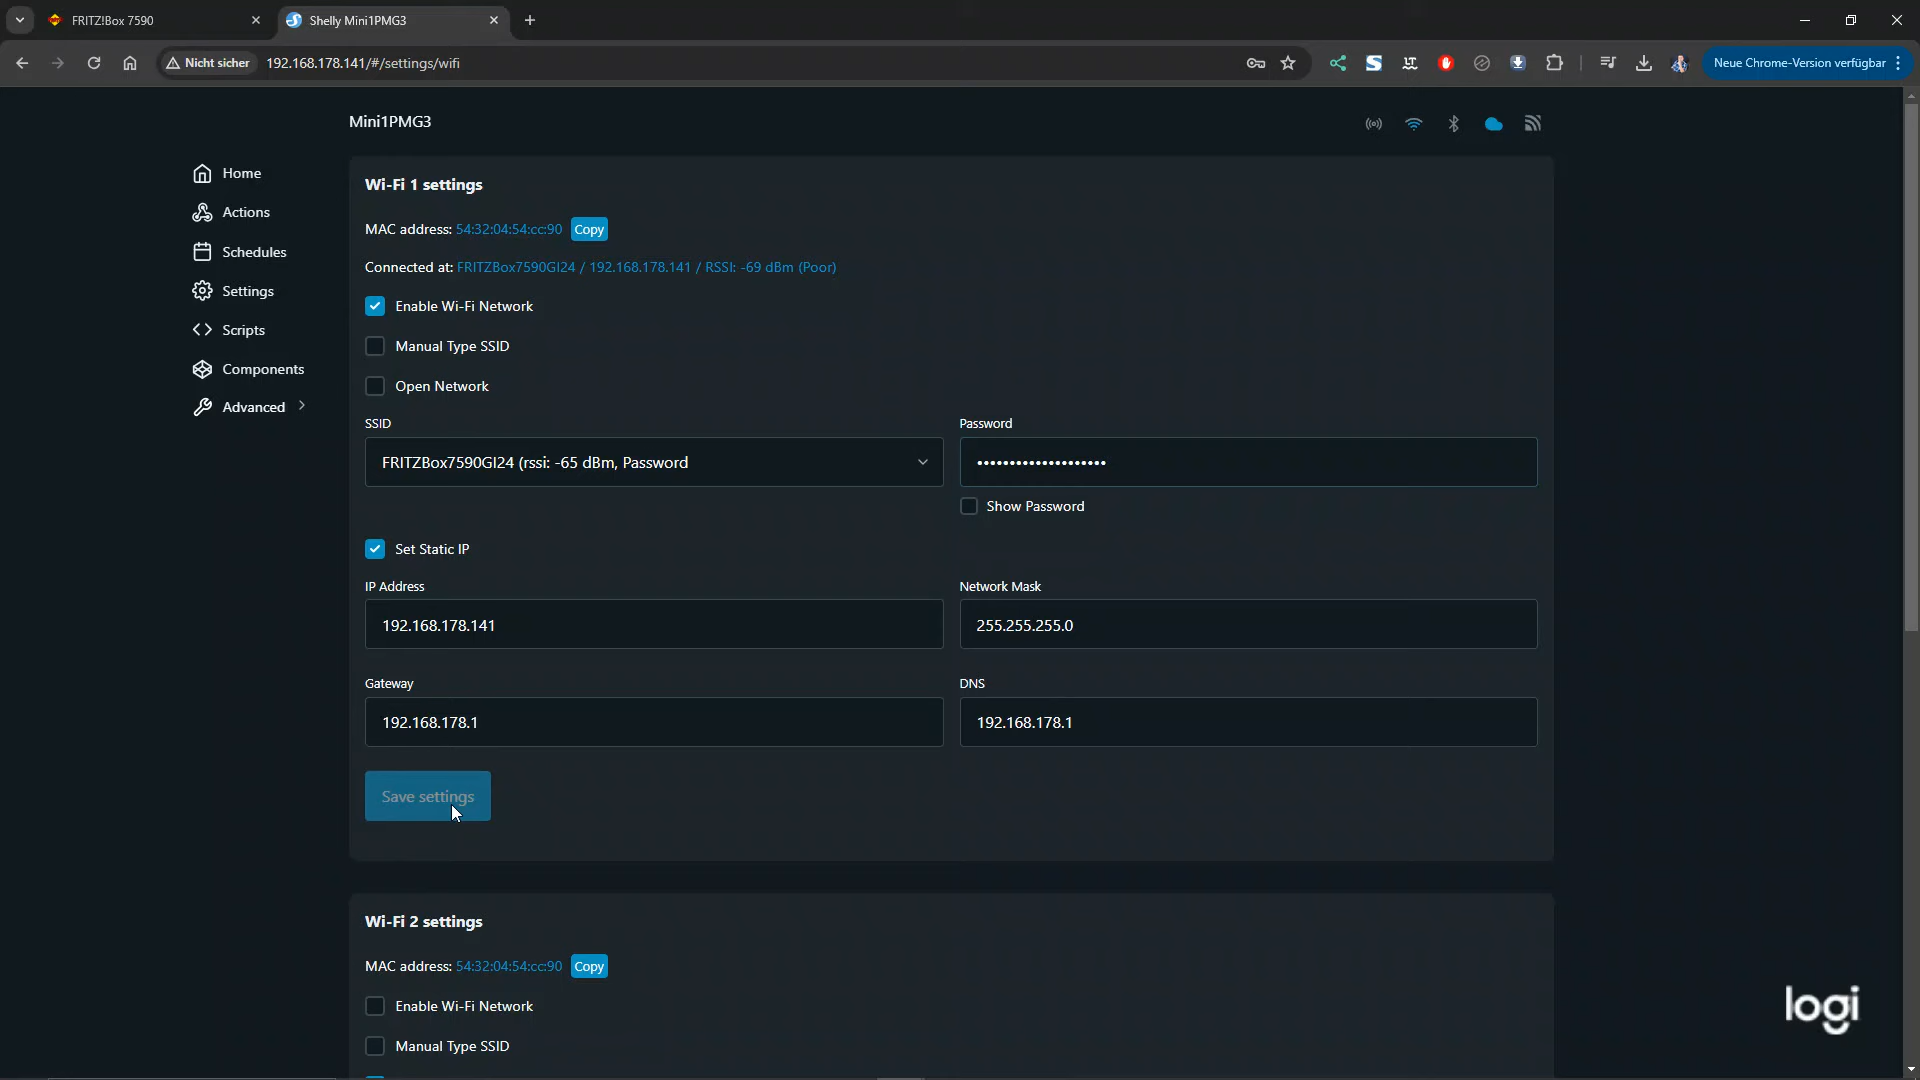 FRITZ!Box 7590
Shelly Mini1PMG3
Nicht sicher
192.168.178.141/#/settings/wifi
Neue Chrome-Version verfügbar
Mini1PMG3
Home
Actions
Schedules
Settings
Scripts
Components
Advanced
Wi-Fi 1 settings
MAC address: 54:32:04:54:cc:90 Copy
Connected at: FRITZBox7590GI24 / 192.168.178.141 / RSSI: -69 dBm (Poor)
Enable Wi-Fi Network
Manual Type SSID
Open Network
SSID
FRITZBox7590GI24 (rssi: -65 dBm, Password
Password
••••••••••••••••••••
Show Password
Set Static IP
IP Address
192.168.178.141
Network Mask
255.255.255.0
Gateway
192.168.178.1
DNS
192.168.178.1
Save settings
Wi-Fi 2 settings
MAC address: 54:32:04:54:cc:90 Copy
Enable Wi-Fi Network
Manual Type SSID
logi